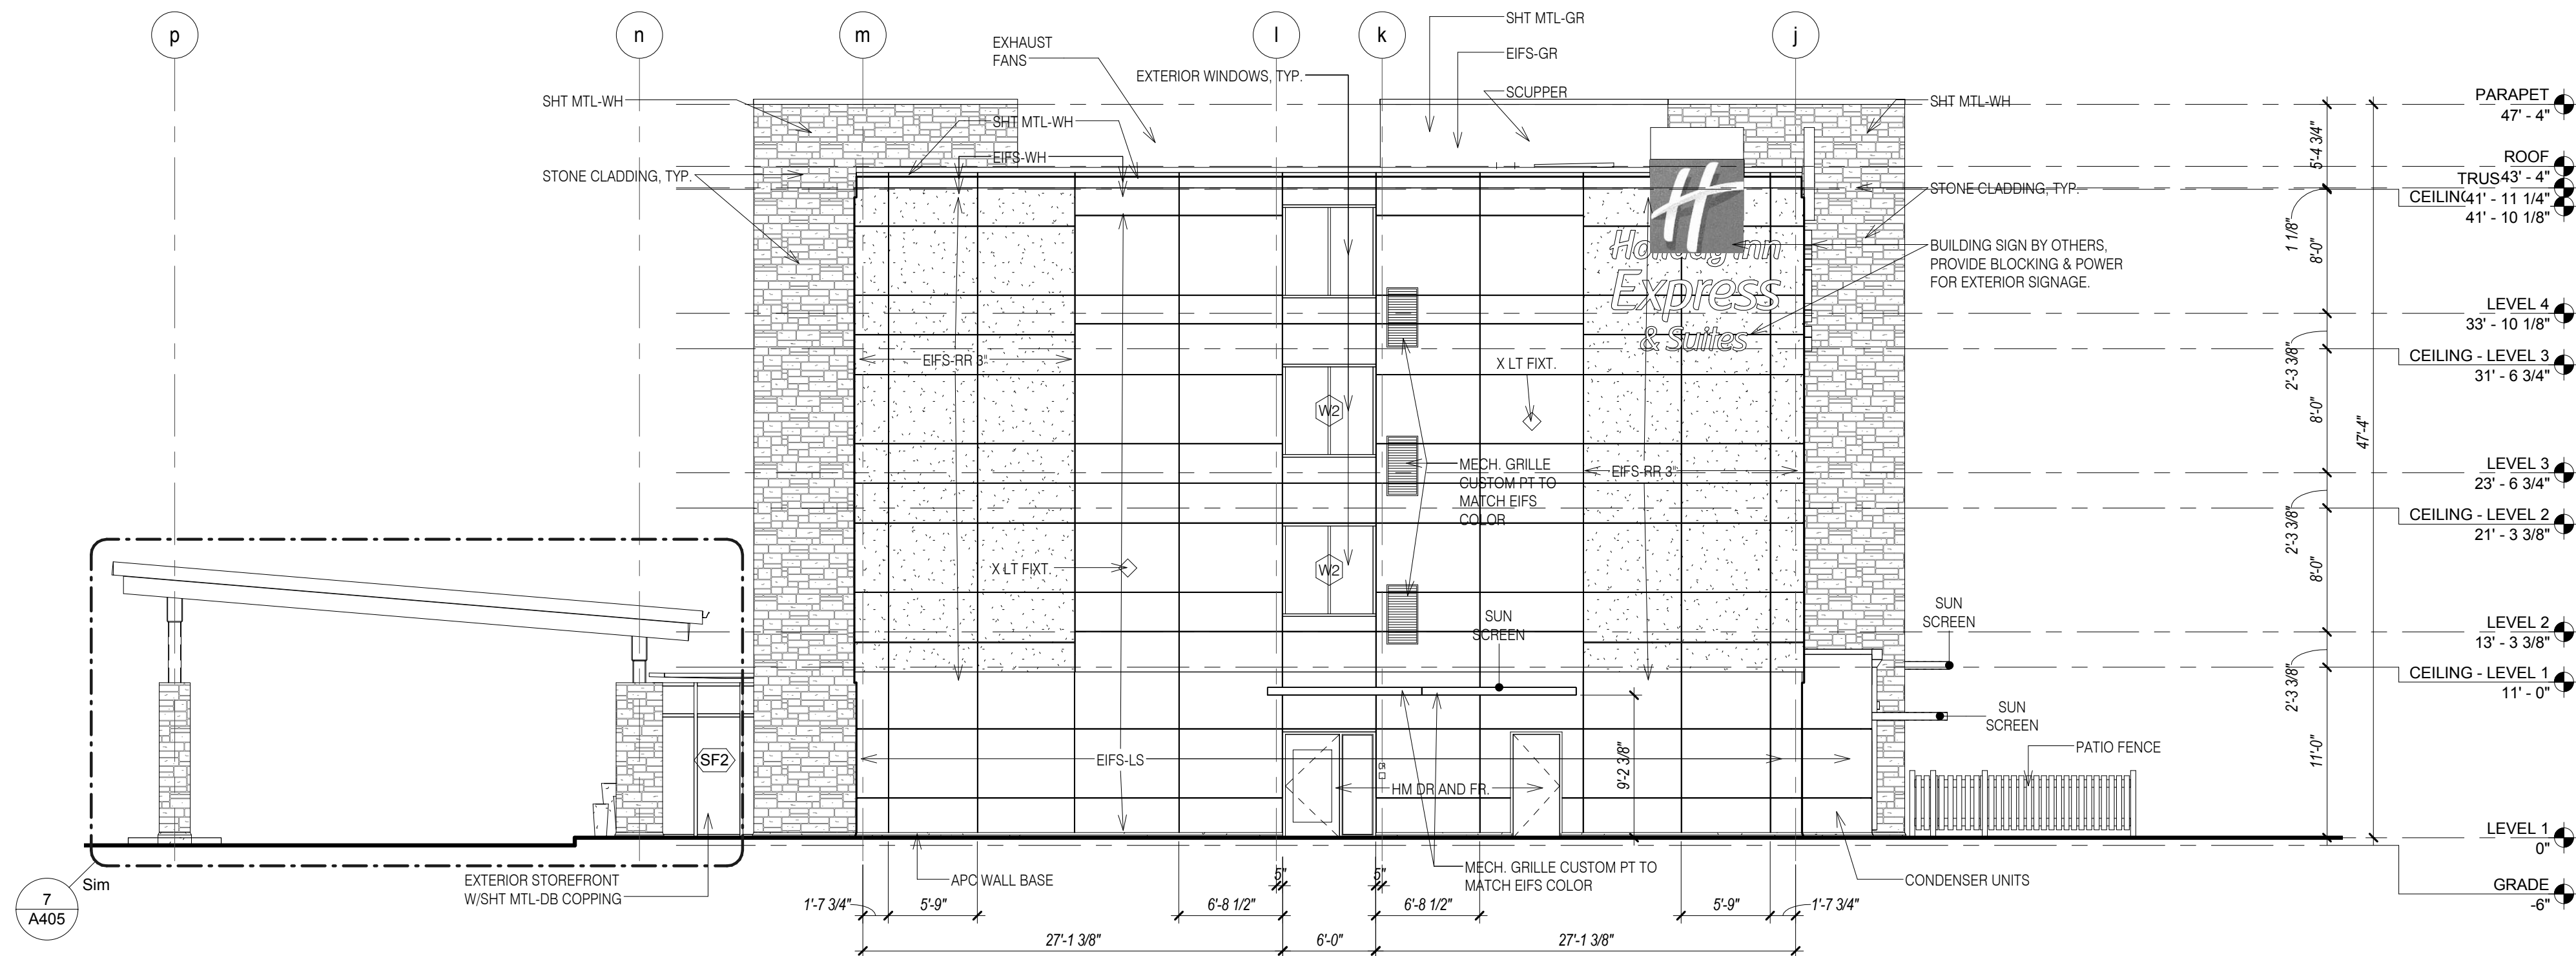 p
n
m
l
k
j
SHT MTL-GR
EXHAUST
FANS
EIFS-GR
EXTERIOR WINDOWS, TYP.
SCUPPER
SHT MTL-WH
SHT MTL-WH
SHT MTL-WH
EIFS-WH
STONE CLADDING, TYP.
STONE CLADDING, TYP.
BUILDING SIGN BY OTHERS,
PROVIDE BLOCKING & POWER
FOR EXTERIOR SIGNAGE.
H
Holiday Inn
Express
& Suites
EIFS-RR 3"
X LT FIXT.
W2
MECH. GRILLE
CUSTOM PT TO
MATCH EIFS
COLOR
EIFS-RR 3"
X LT FIXT.
W2
SUN
SCREEN
SUN
SCREEN
SUN
SCREEN
PATIO FENCE
SF2
EIFS-LS
CR
HM DR AND FR.
9'-2 3/8"
7
A405
Sim
EXTERIOR STOREFRONT
W/SHT MTL-DB COPPING
APC WALL BASE
MECH. GRILLE CUSTOM PT TO
MATCH EIFS COLOR
CONDENSER UNITS
5"
5"
1'-7 3/4"
5'-9"
6'-8 1/2"
6'-8 1/2"
5'-9"
1'-7 3/4"
27'-1 3/8"
6'-0"
27'-1 3/8"
5'-4 3/4"
1 1/8"
8'-0"
2'-3 3/8"
8'-0"
47'-4"
2'-3 3/8"
8'-0"
2'-3 3/8"
11'-0"
PARAPET
47' - 4"
ROOF
43' - 4"
TRUS
41' - 11 1/4"
CEILING
41' - 10 1/8"
LEVEL 4
33' - 10 1/8"
CEILING - LEVEL 3
31' - 6 3/4"
LEVEL 3
23' - 6 3/4"
CEILING - LEVEL 2
21' - 3 3/8"
LEVEL 2
13' - 3 3/8"
CEILING - LEVEL 1
11' - 0"
LEVEL 1
0"
GRADE
-6"